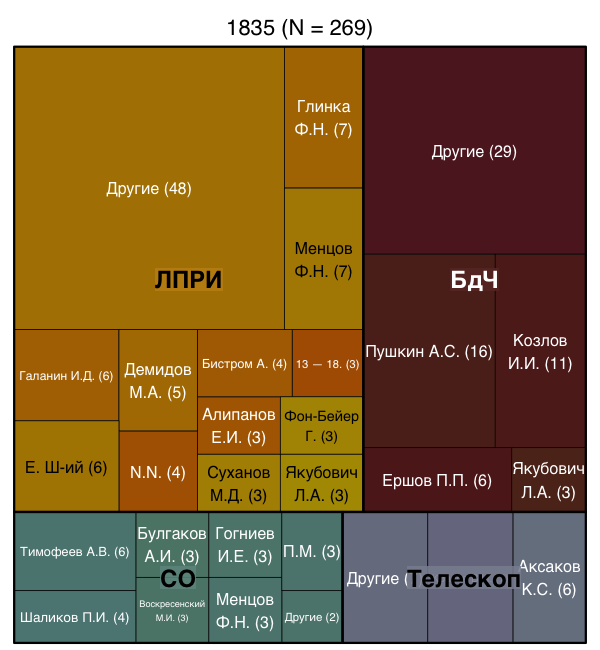 1835 (N = 269)
Другие (48)
Глинка
Ф.Н. (7)
Менцов
Ф.Н. (7)
ЛПРИ
Галанин И.Д. (6)
Е. Ш-ий (6)
Демидов
М.А. (5)
N.N. (4)
Бистром А. (4)
13 — 18. (3)
Алипанов
Е.И. (3)
Фон-Бейер
Г. (3)
Суханов
М.Д. (3)
Якубович
Л.А. (3)
Другие (29)
БдЧ
Пушкин А.С. (16)
Козлов
И.И. (11)
Ершов П.П. (6)
Якубович
Л.А. (3)
Тимофеев А.В. (6)
Шаликов П.И. (4)
Булгаков
А.И. (3)
Гогниев
И.Е. (3)
П.М. (3)
СО
Воскресенский
М.И. (3)
Менцов
Ф.Н. (3)
Другие (2)
Другие (
Телескоп
Аксаков
К.С. (6)